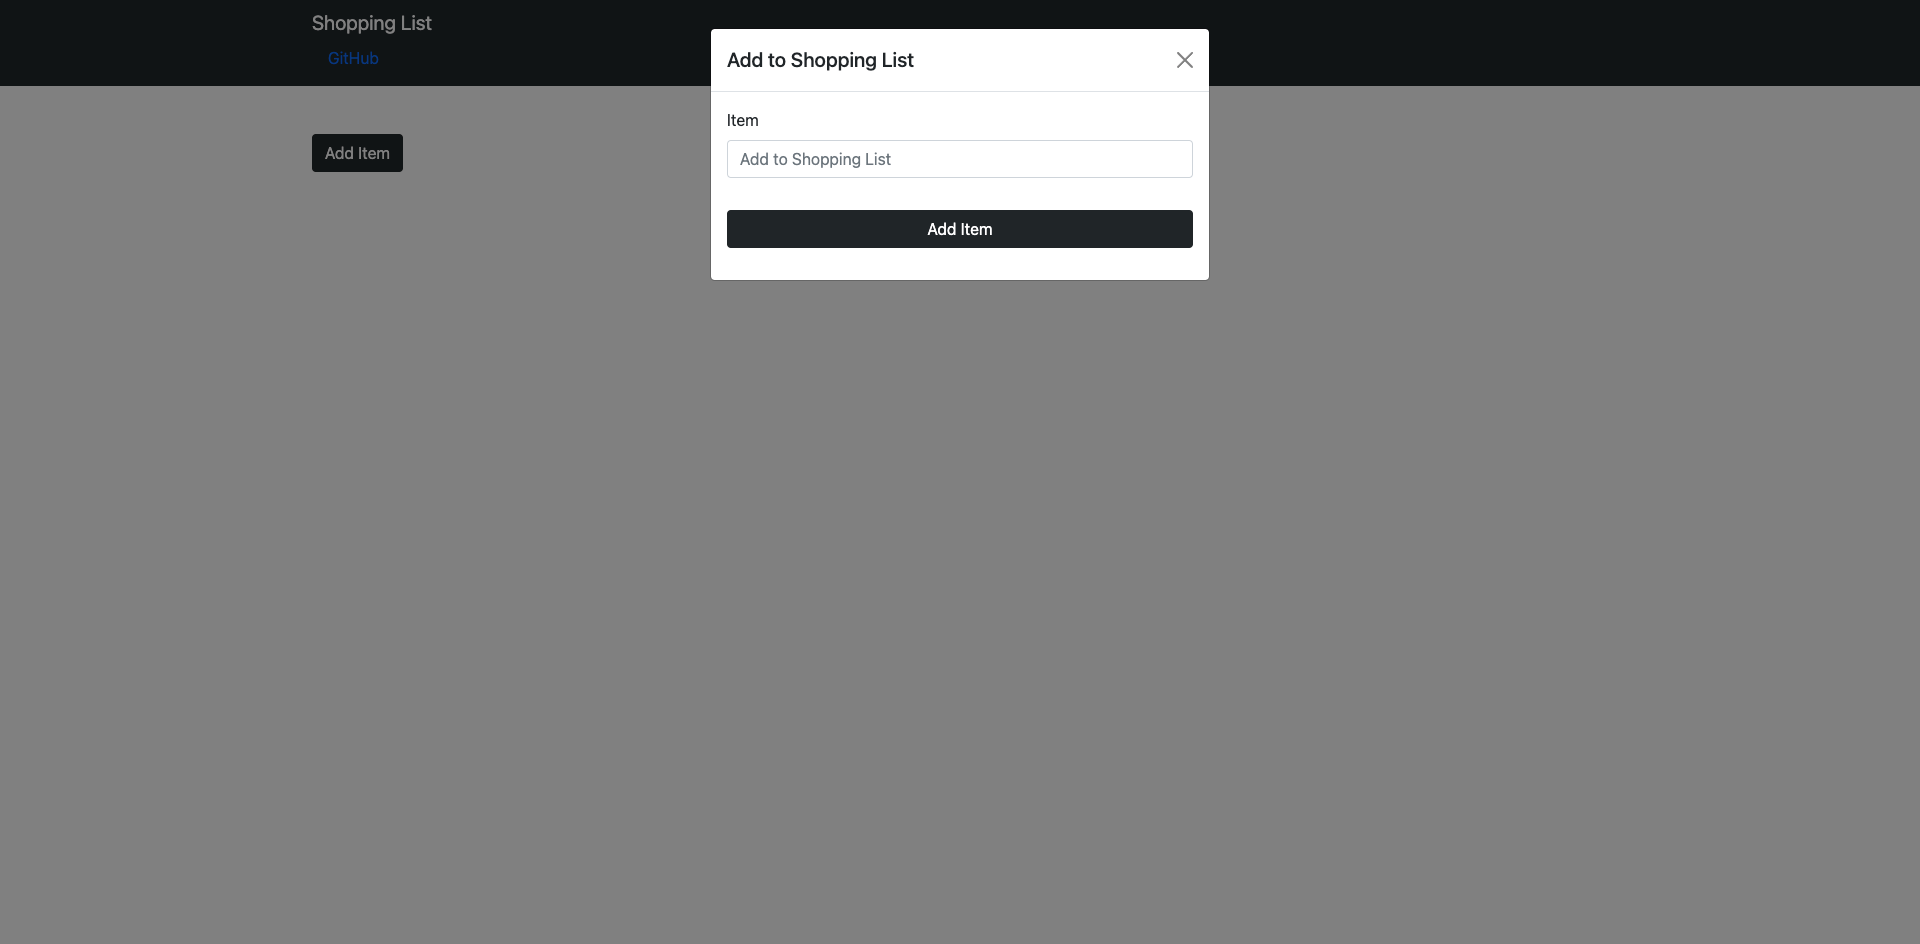 Shopping List
GitHub
Add Item
Add to Shopping List
Item
Add to Shopping List
Add Item